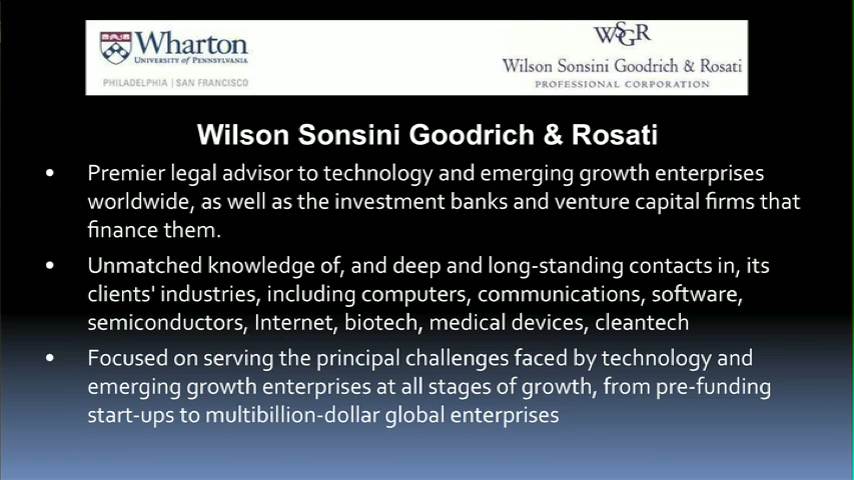 Wharton
UNIVERSITY of PENNSYLVANIA
PHILADELPHIA | SAN FRANCISCO
WSGR
Wilson Sonsini Goodrich & Rosati
PROFESSIONAL CORPORATION
Wilson Sonsini Goodrich & Rosati
• Premier legal advisor to technology and emerging growth enterprises
worldwide, as well as the investment banks and venture capital firms that
finance them.
• Unmatched knowledge of, and deep and long-standing contacts in, its
clients' industries, including computers, communications, software,
semiconductors, Internet, biotech, medical devices, cleantech
• Focused on serving the principal challenges faced by technology and
emerging growth enterprises at all stages of growth, from pre-funding
start-ups to multibillion-dollar global enterprises